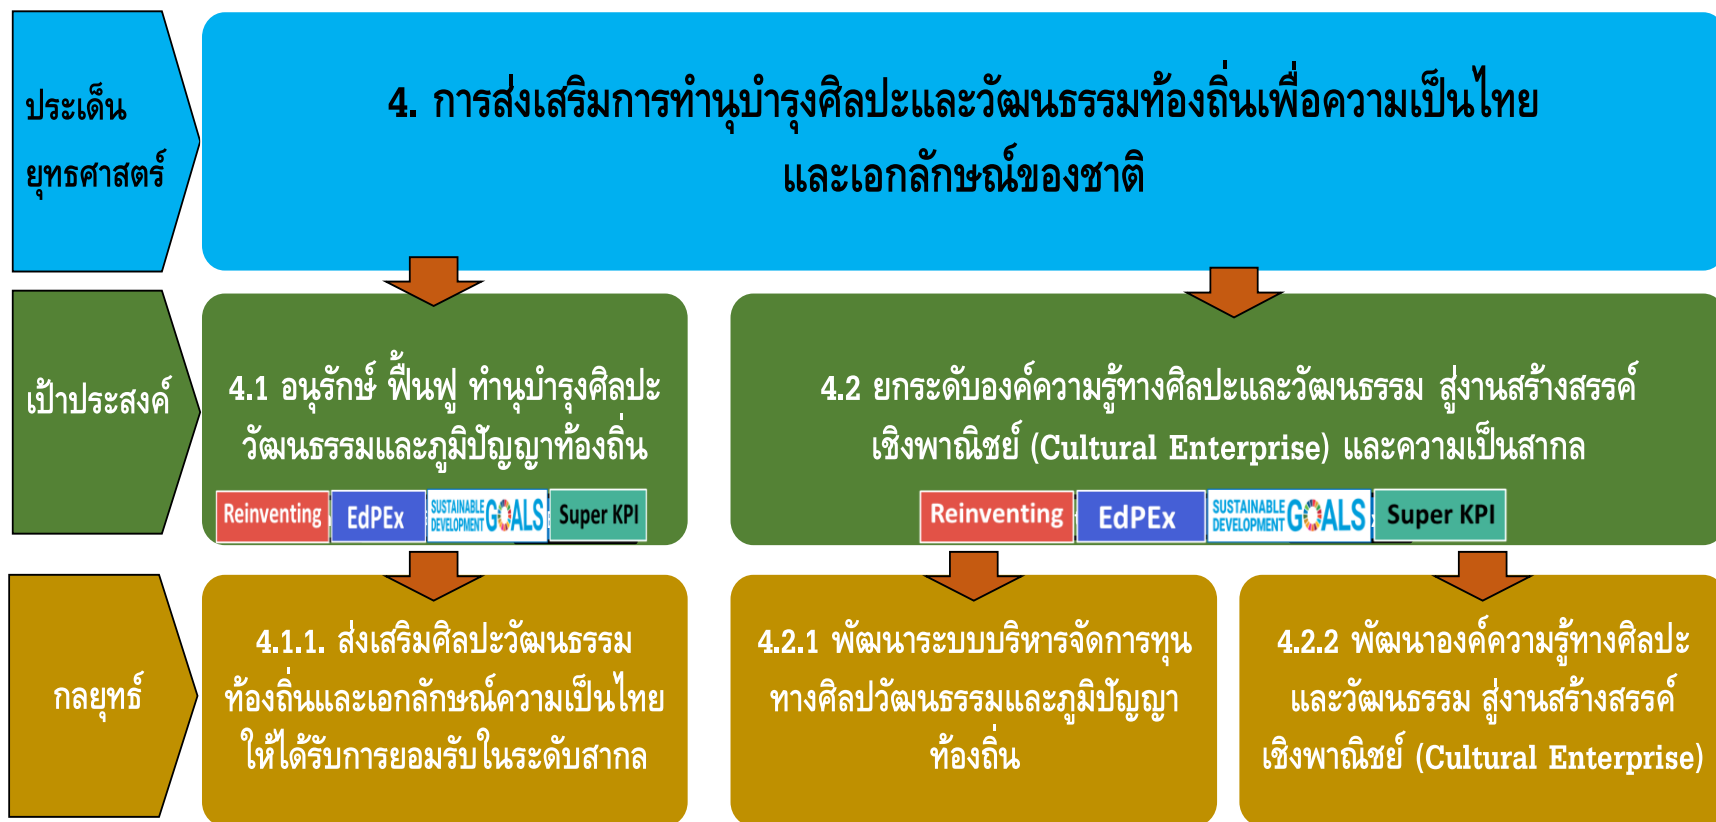 ประเด็น
ยุทธศาสตร์
4. การส่งเสริมการทำนุบำรุงศิลปะและวัฒนธรรมท้องถิ่นเพื่อความเป็นไทย
และเอกลักษณ์ของชาติ
เป้าประสงค์
4.1 อนุรักษ์ ฟื้นฟู ทำนุบำรุงศิลปะ
วัฒนธรรมและภูมิปัญญาท้องถิ่น
Reinventing
EdPEx
SUSTAINABLE
DEVELOPMENT GOALS
Super KPI
4.2 ยกระดับองค์ความรู้ทางศิลปะและวัฒนธรรม สู่งานสร้างสรรค์
เชิงพาณิชย์ (Cultural Enterprise) และความเป็นสากล
Reinventing
EdPEx
SUSTAINABLE
DEVELOPMENT GOALS
Super KPI
กลยุทธ์
4.1.1. ส่งเสริมศิลปะวัฒนธรรม
ท้องถิ่นและเอกลักษณ์ความเป็นไทย
ให้ได้รับการยอมรับในระดับสากล
4.2.1 พัฒนาระบบบริหารจัดการทุน
ทางศิลปวัฒนธรรมและภูมิปัญญา
ท้องถิ่น
4.2.2 พัฒนาองค์ความรู้ทางศิลปะ
และวัฒนธรรม สู่งานสร้างสรรค์
เชิงพาณิชย์ (Cultural Enterprise)